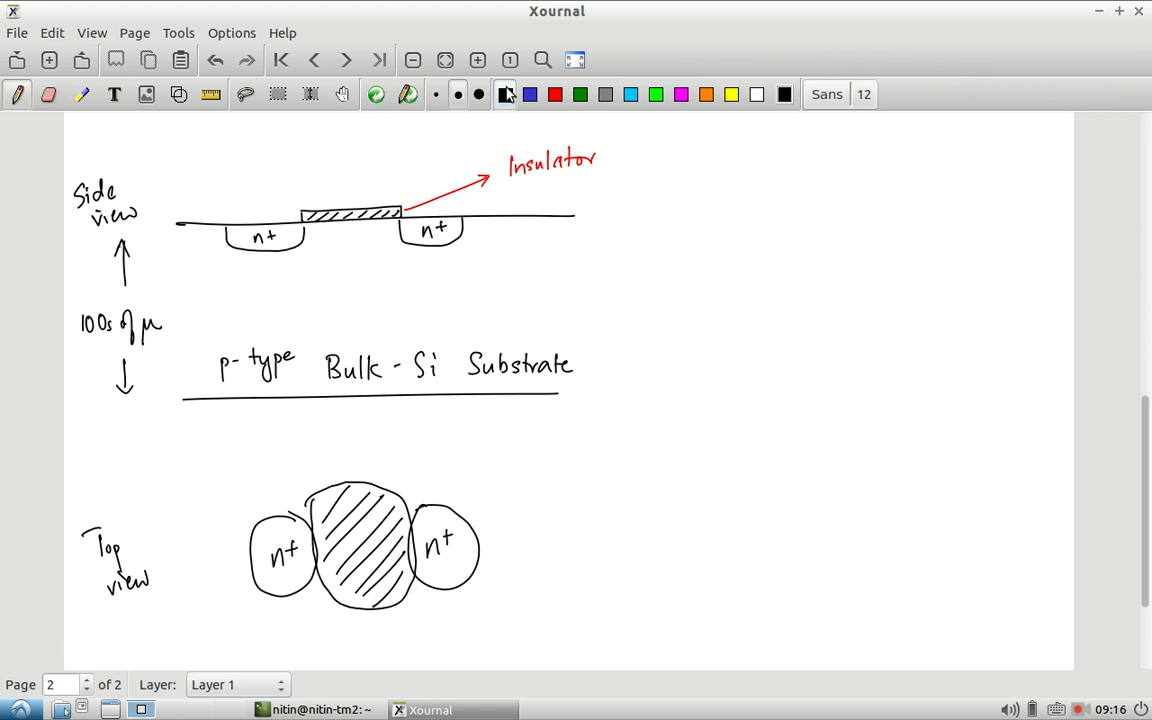 Xournal
File Edit View Page Tools Options Help
Sans 12
Insulator
Side
view
n+ n+
100s of μ
p-type Bulk-Si Substrate
Top
view
n+ n+
Page 2 of 2 Layer: Layer 1
nitin@nitin-tm2: ~ Xournal 09:16